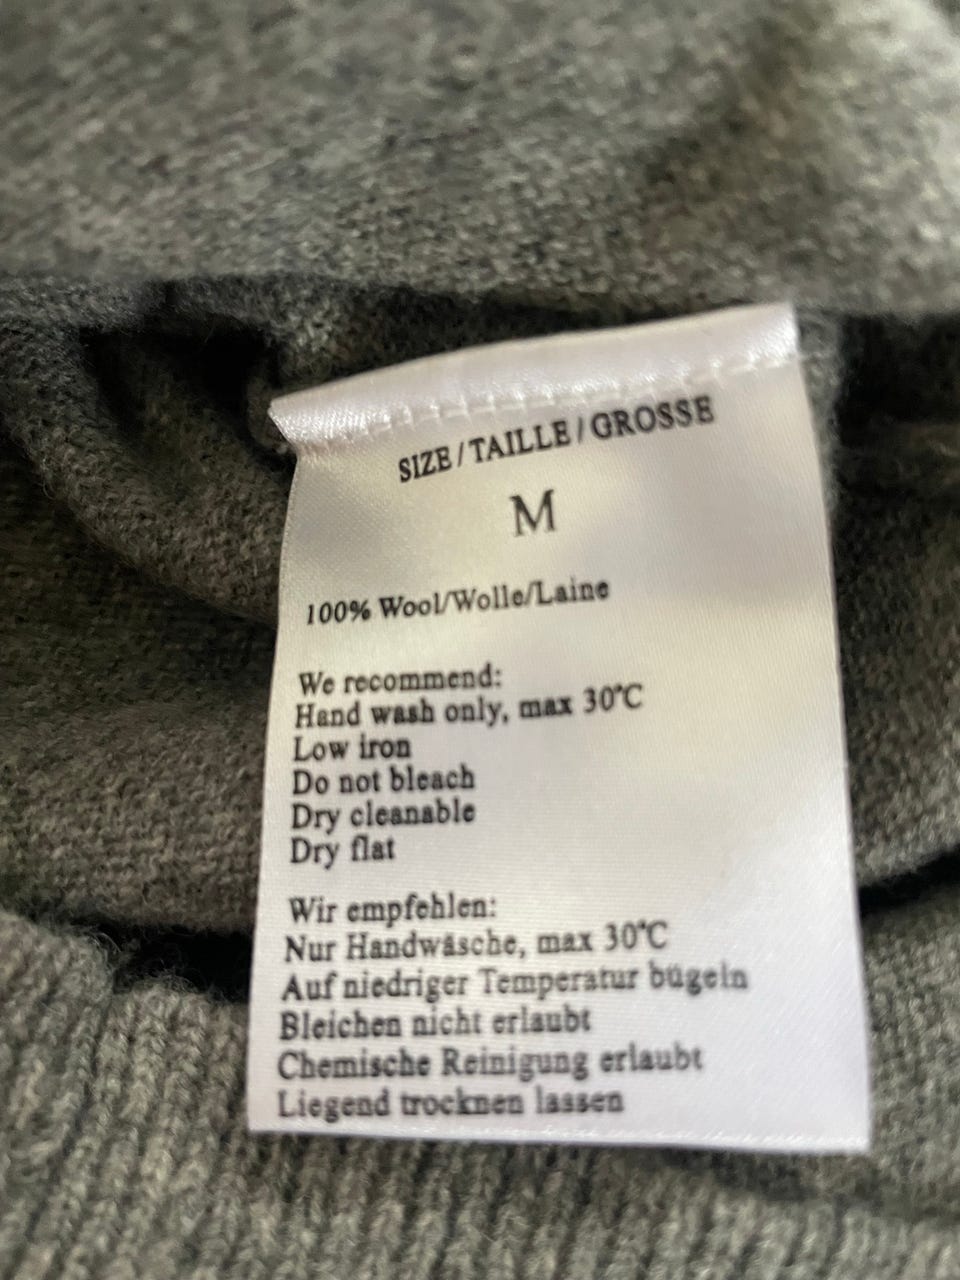 SIZE / TAILLE / GROSSE
M
100% Wool/Wolle/Laine
We recommend:
Hand wash only, max 30°C
Low iron
Do not bleach
Dry cleanable
Dry flat
Wir empfehlen:
Nur Handwäsche, max 30°C
Auf niedriger Temperatur bügeln
Bleichen nicht erlaubt
Chemische Reinigung erlaubt
Liegend trocknen lassen